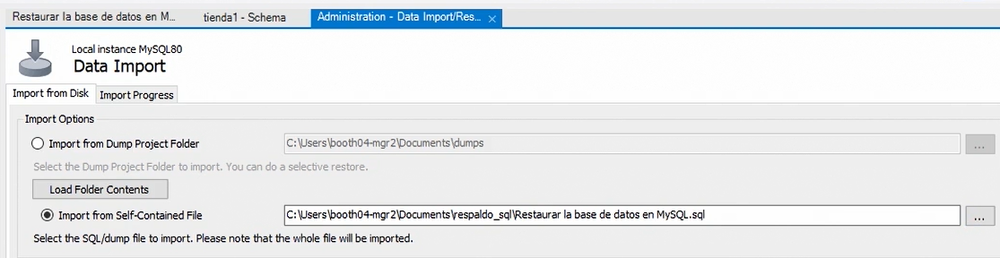 Restaurar la base de datos en M... tienda1 - Schema Administration - Data Import/Res... ×
Local instance MySQL80
Data Import
Import from Disk Import Progress
Import Options
Import from Dump Project Folder C:\Users\booth04-mgr2\Documents\dumps ...
Select the Dump Project Folder to import. You can do a selective restore.
Load Folder Contents
Import from Self-Contained File C:\Users\booth04-mgr2\Documents\respaldo_sql\Restaurar la base de datos en MySQL.sql ...
Select the SQL/dump file to import. Please note that the whole file will be imported.